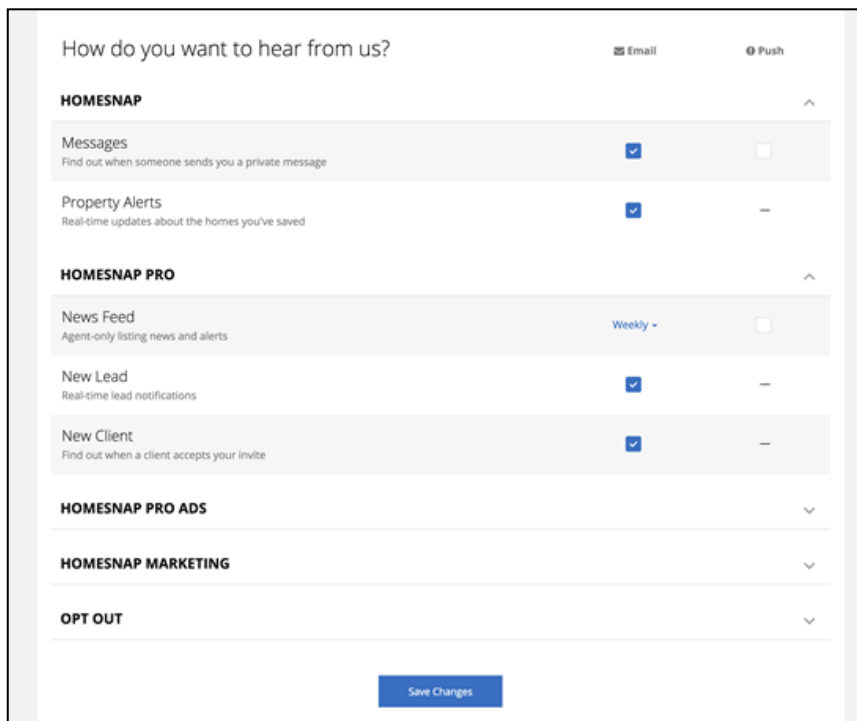 How do you want to hear from us? Email Push
HOMESNAP
Messages
Find out when someone sends you a private message
Property Alerts
Real-time updates about the homes you've saved
HOMESNAP PRO
News Feed
Agent-only listing news and alerts
Weekly
New Lead
Real-time lead notifications
New Client
Find out when a client accepts your invite
HOMESNAP PRO ADS
HOMESNAP MARKETING
OPT OUT
Save Changes